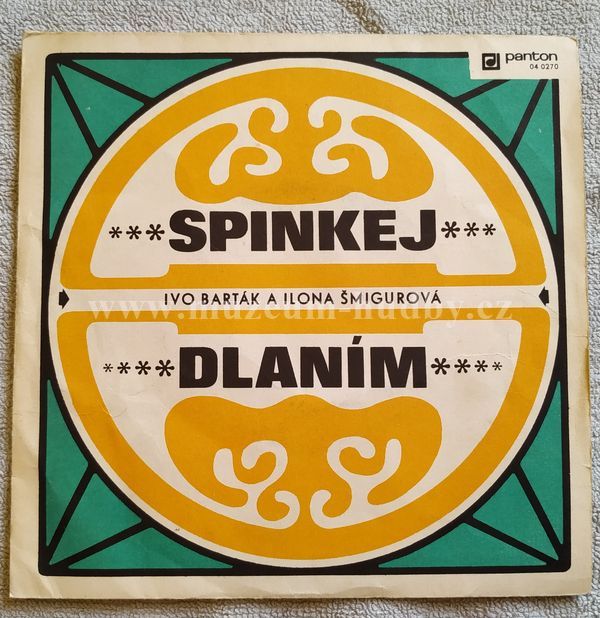 panton
04 0270
***SPINKEJ***
IVO BARTÁK A ILONA ŠMIGUROVÁ
www.muzeum-hudby.cz
****DLANÍM****